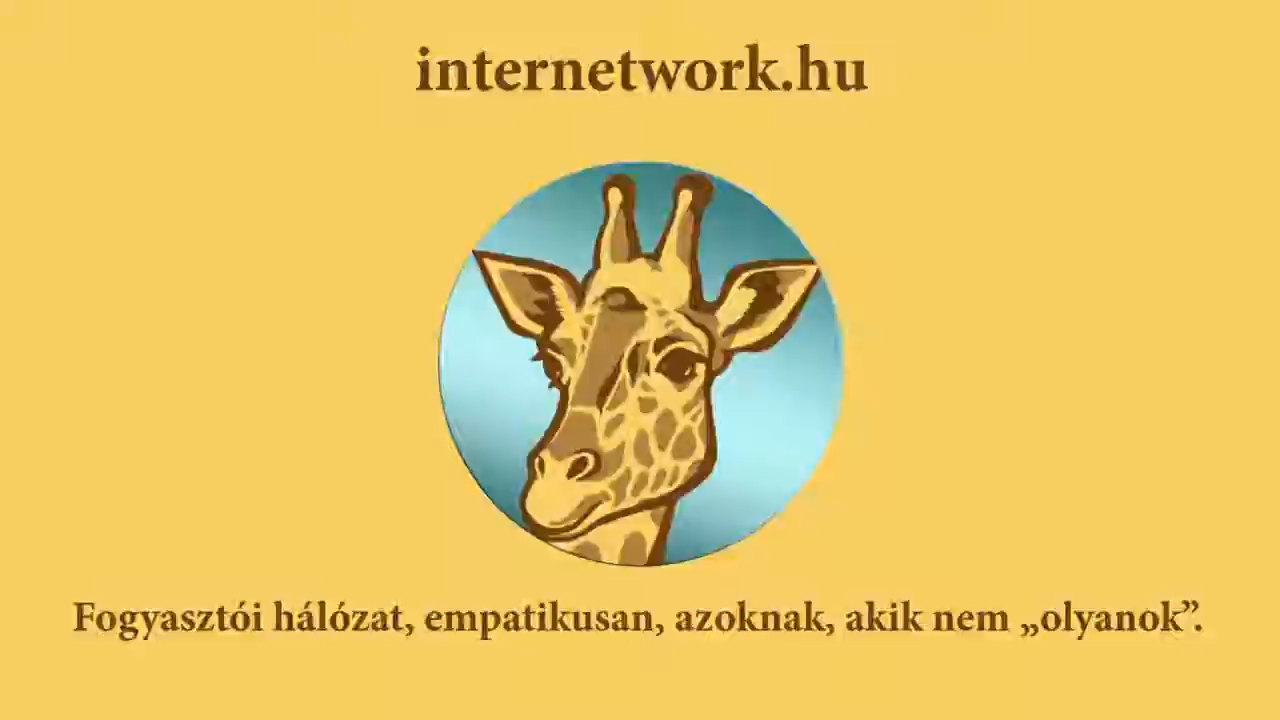 internetwork.hu
Fogyasztói hálózat, empatikusan, azoknak, akik nem „olyanok”.